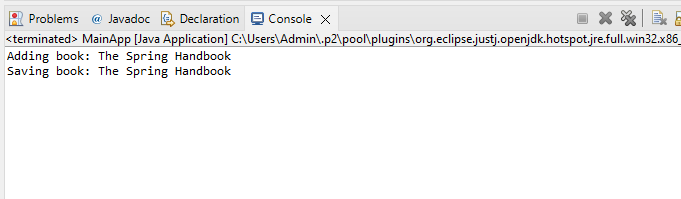 Problems @ Javadoc Declaration Console
<terminated> MainApp [Java Application] C:\Users\Admin\.p2\pool\plugins\org.eclipse.justj.openjdk.hotspot.jre.full.win32.x86_
Adding book: The Spring Handbook
Saving book: The Spring Handbook